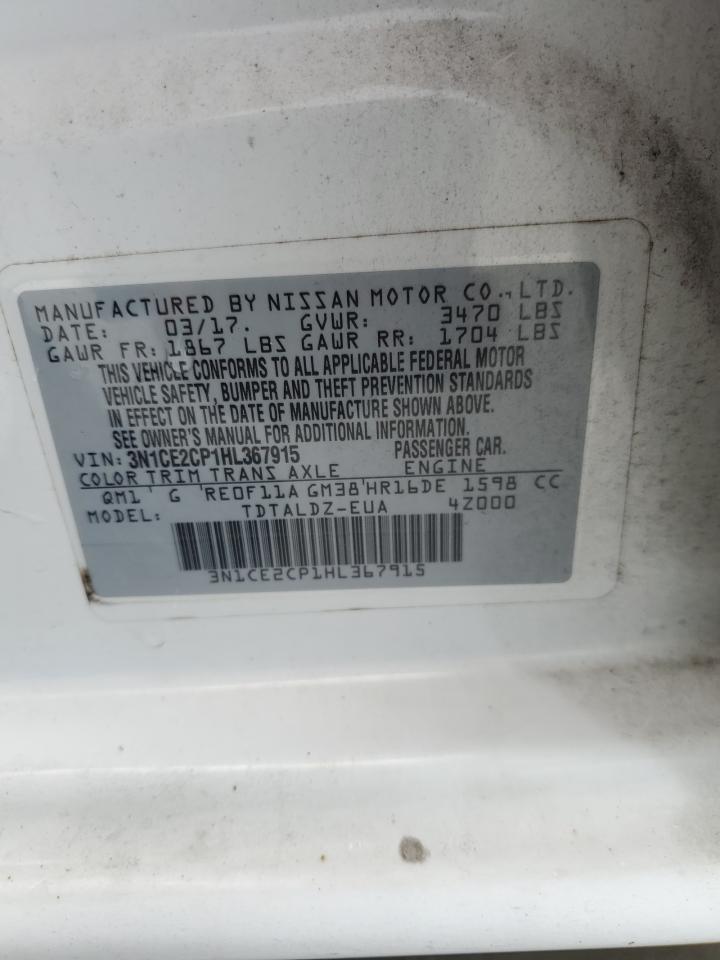 MANUFACTURED BY NISSAN MOTOR CO., LTD.
DATE: 03/17. GVWR: 3470 LBS
GAWR FR: 1867 LBS GAWR RR: 1704 LBS
THIS VEHICLE CONFORMS TO ALL APPLICABLE FEDERAL MOTOR
VEHICLE SAFETY, BUMPER AND THEFT PREVENTION STANDARDS
IN EFFECT ON THE DATE OF MANUFACTURE SHOWN ABOVE.
SEE OWNER'S MANUAL FOR ADDITIONAL INFORMATION.
VIN: 3N1CE2CP1HL367915 PASSENGER CAR.
COLOR TRIM TRANS AXLE ENGINE
QM1 G RE0F11A GM38 HR16DE 1598 CC
MODEL: TDTALDZ-EUA 4Z000
3N1CE2CP1HL367915